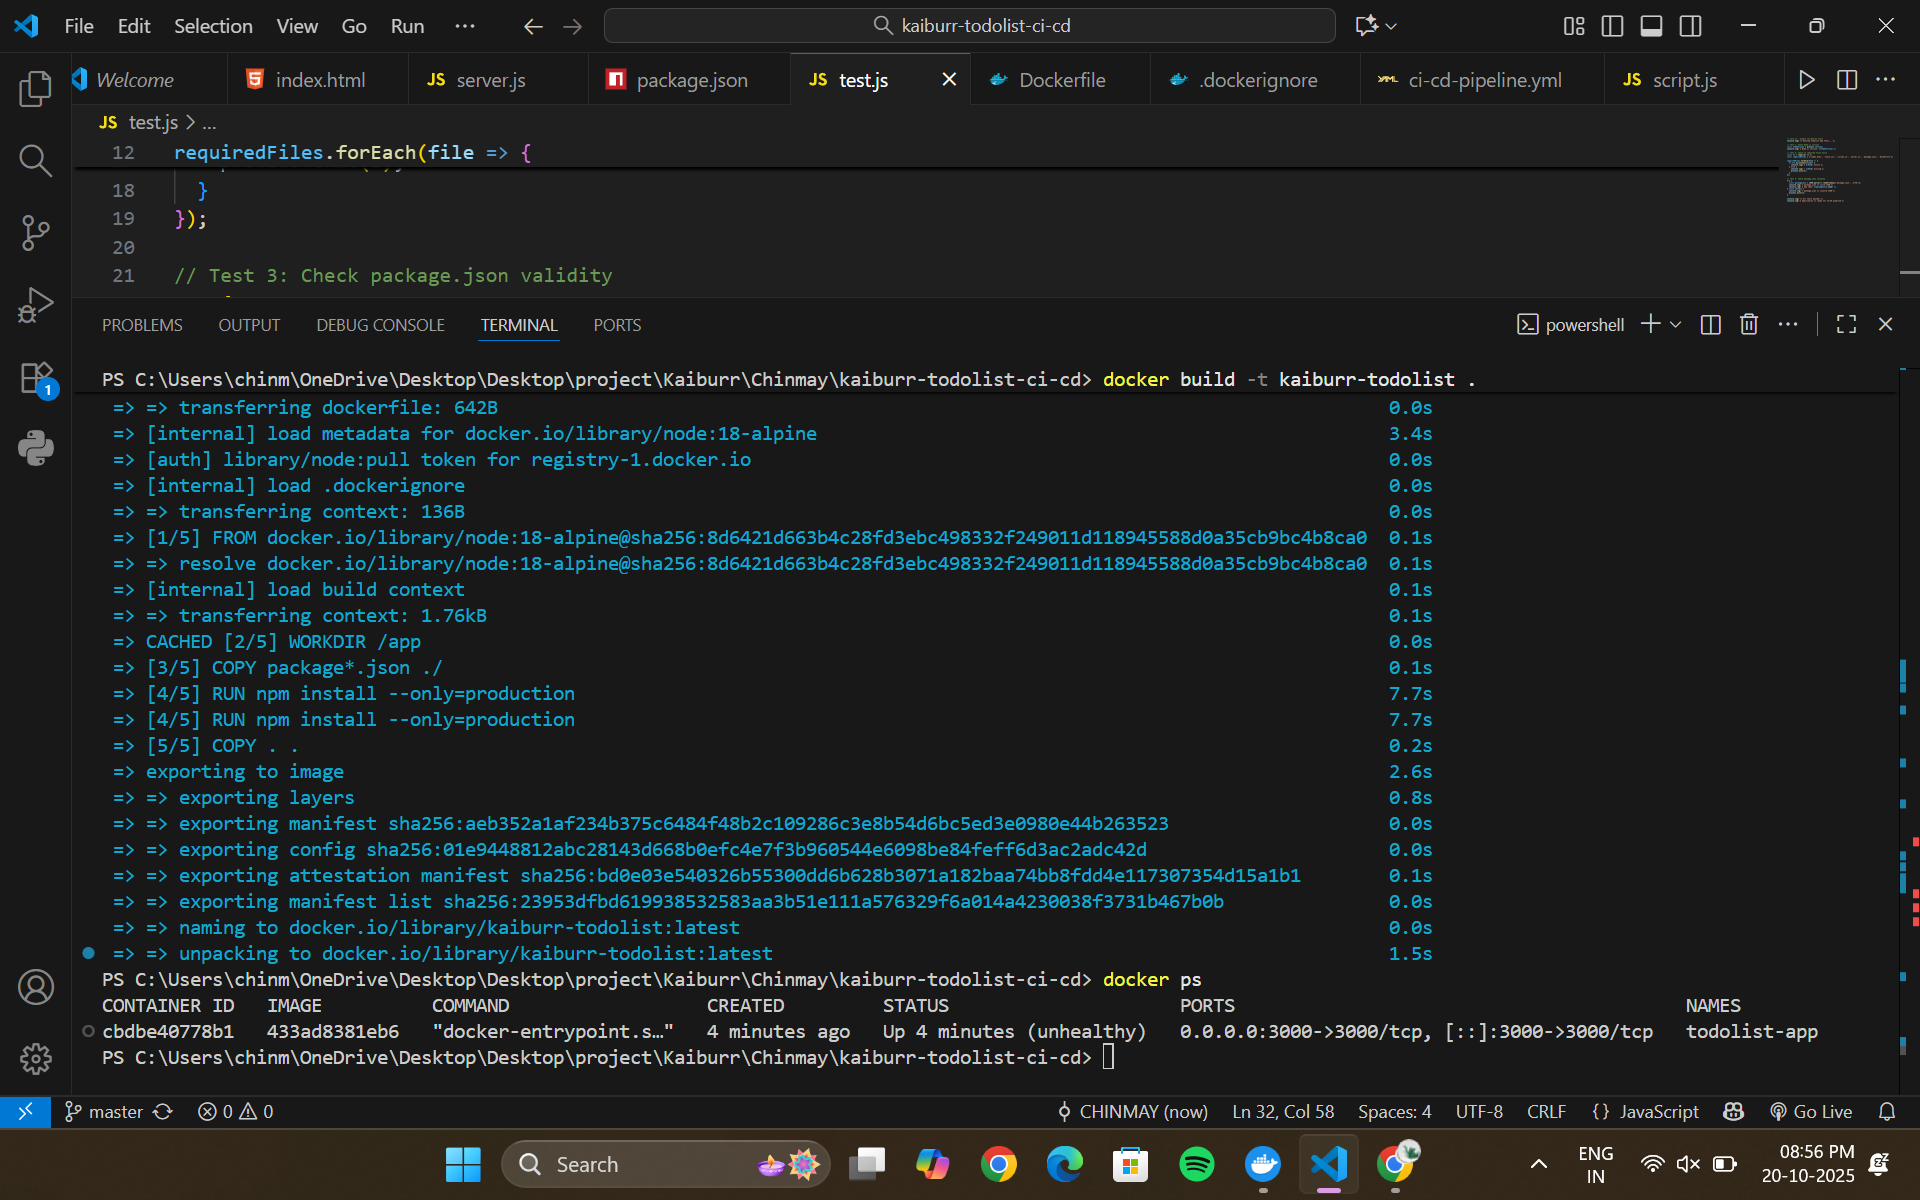 File Edit Selection View Go Run ··· kaiburr-todolist-ci-cd
Welcome index.html JS server.js package.json JS test.js Dockerfile .dockerignore ci-cd-pipeline.yml JS script.js
JS test.js > ...
12 requiredFiles.forEach(file => {
18 }
19 });
20
21 // Test 3: Check package.json validity
PROBLEMS OUTPUT DEBUG CONSOLE TERMINAL PORTS powershell
PS C:\Users\chinm\OneDrive\Desktop\Desktop\project\Kaiburr\Chinmay\kaiburr-todolist-ci-cd> docker build -t kaiburr-todolist .
=> => transferring dockerfile: 642B 0.0s
=> [internal] load metadata for docker.io/library/node:18-alpine 3.4s
=> [auth] library/node:pull token for registry-1.docker.io 0.0s
=> [internal] load .dockerignore 0.0s
=> => transferring context: 136B 0.0s
=> [1/5] FROM docker.io/library/node:18-alpine@sha256:8d6421d663b4c28fd3ebc498332f249011d118945588d0a35cb9bc4b8ca0 0.1s
=> => resolve docker.io/library/node:18-alpine@sha256:8d6421d663b4c28fd3ebc498332f249011d118945588d0a35cb9bc4b8ca0 0.1s
=> [internal] load build context 0.1s
=> => transferring context: 1.76kB 0.1s
=> CACHED [2/5] WORKDIR /app 0.0s
=> [3/5] COPY package*.json ./ 0.1s
=> [4/5] RUN npm install --only=production 7.7s
=> [4/5] RUN npm install --only=production 7.7s
=> [5/5] COPY . . 0.2s
=> exporting to image 2.6s
=> => exporting layers 0.8s
=> => exporting manifest sha256:aeb352a1af234b375c6484f48b2c109286c3e8b54d6bc5ed3e0980e44b263523 0.0s
=> => exporting config sha256:01e9448812abc28143d668b0efc4e7f3b960544e6098be84feff6d3ac2adc42d 0.0s
=> => exporting attestation manifest sha256:bd0e03e540326b55300dd6b628b3071a182baa74bb8fdd4e117307354d15a1b1 0.1s
=> => exporting manifest list sha256:23953dfbd619938532583aa3b51e111a576329f6a014a4230038f3731b467b0b 0.0s
=> => naming to docker.io/library/kaiburr-todolist:latest 0.0s
=> => unpacking to docker.io/library/kaiburr-todolist:latest 1.5s
PS C:\Users\chinm\OneDrive\Desktop\Desktop\project\Kaiburr\Chinmay\kaiburr-todolist-ci-cd> docker ps
CONTAINER ID IMAGE COMMAND CREATED STATUS PORTS NAMES
cbdbe40778b1 433ad8381eb6 "docker-entrypoint.s…" 4 minutes ago Up 4 minutes (unhealthy) 0.0.0.0:3000->3000/tcp, [::]:3000->3000/tcp todolist-app
PS C:\Users\chinm\OneDrive\Desktop\Desktop\project\Kaiburr\Chinmay\kaiburr-todolist-ci-cd>
1
master 0 0 CHINMAY (now) Ln 32, Col 58 Spaces: 4 UTF-8 CRLF {} JavaScript Go Live
Search ENG 08:56 PM
IN 20-10-2025